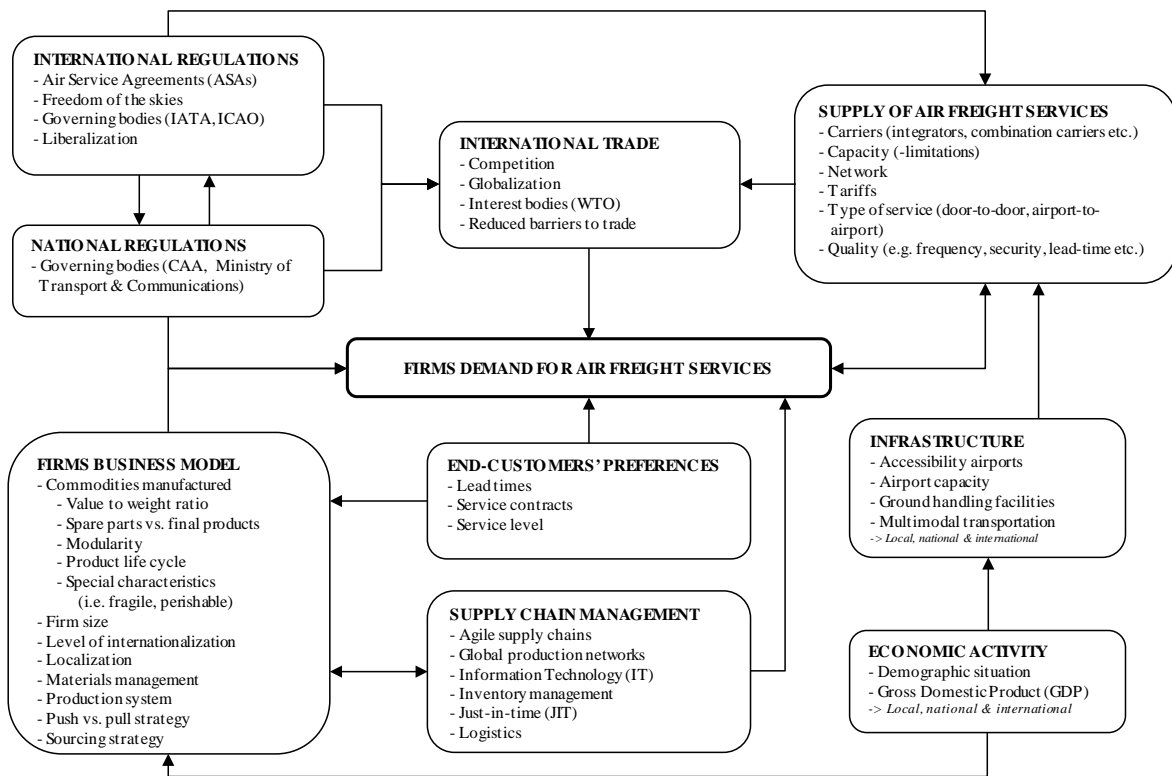 INTERNATIONAL REGULATIONS
- Air Service Agreements (ASAs)
- Freedom of the skies
- Governing bodies (IATA, ICAO)
- Liberalization
NATIONAL REGULATIONS
- Governing bodies (CAA, Ministry of
Transport & Communications)
INTERNATIONAL TRADE
- Competition
- Globalization
- Interest bodies (WTO)
- Reduced barriers to trade
SUPPLY OF AIR FREIGHT SERVICES
- Carriers (integrators, combination carriers etc.)
- Capacity (-limitations)
- Network
- Tariffs
- Type of service (door-to-door, airport-to-
airport)
- Quality (e.g. frequency, security, lead-time etc.)
FIRMS DEMAND FOR AIR FREIGHT SERVICES
FIRMS BUSINESS MODEL
- Commodities manufactured
- Value to weight ratio
- Spare parts vs. final products
- Modularity
- Product life cycle
- Special characteristics
(i.e. fragile, perishable)
- Firm size
- Level of internationalization
- Localization
- Materials management
- Production system
- Push vs. pull strategy
- Sourcing strategy
END-CUSTOMERS' PREFERENCES
- Lead times
- Service contracts
- Service level
SUPPLY CHAIN MANAGEMENT
- Agile supply chains
- Global production networks
- Information Technology (IT)
- Inventory management
- Just-in-time (JIT)
- Logistics
INFRASTRUCTURE
- Accessibility airports
- Airport capacity
- Ground handling facilities
- Multimodal transportation
-> Local, national & international
ECONOMIC ACTIVITY
- Demographic situation
- Gross Domestic Product (GDP)
-> Local, national & international